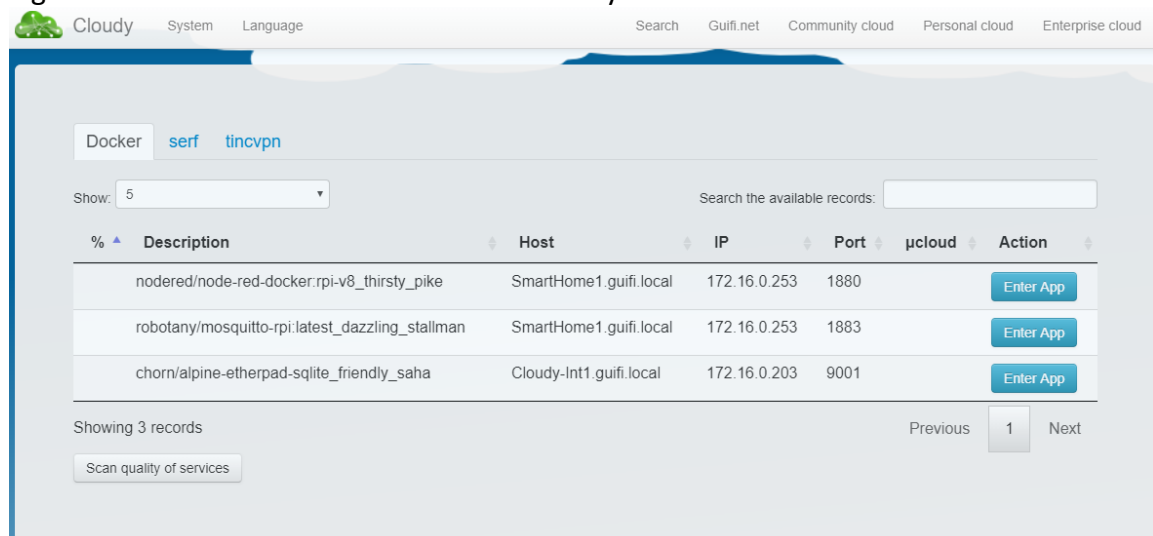 Cloudy System Language Search Guifi.net Community cloud Personal cloud Enterprise cloud
Docker serf tincvpn
Show: 5 Search the available records:
% Description Host IP Port µcloud Action
nodered/node-red-docker:rpi-v8_thirsty_pike SmartHome1.guifi.local 172.16.0.253 1880 Enter App
robotany/mosquitto-rpi:latest_dazzling_stallman SmartHome1.guifi.local 172.16.0.253 1883 Enter App
chorn/alpine-etherpad-sqlite_friendly_saha Cloudy-Int1.guifi.local 172.16.0.203 9001 Enter App
Showing 3 records Previous 1 Next
Scan quality of services